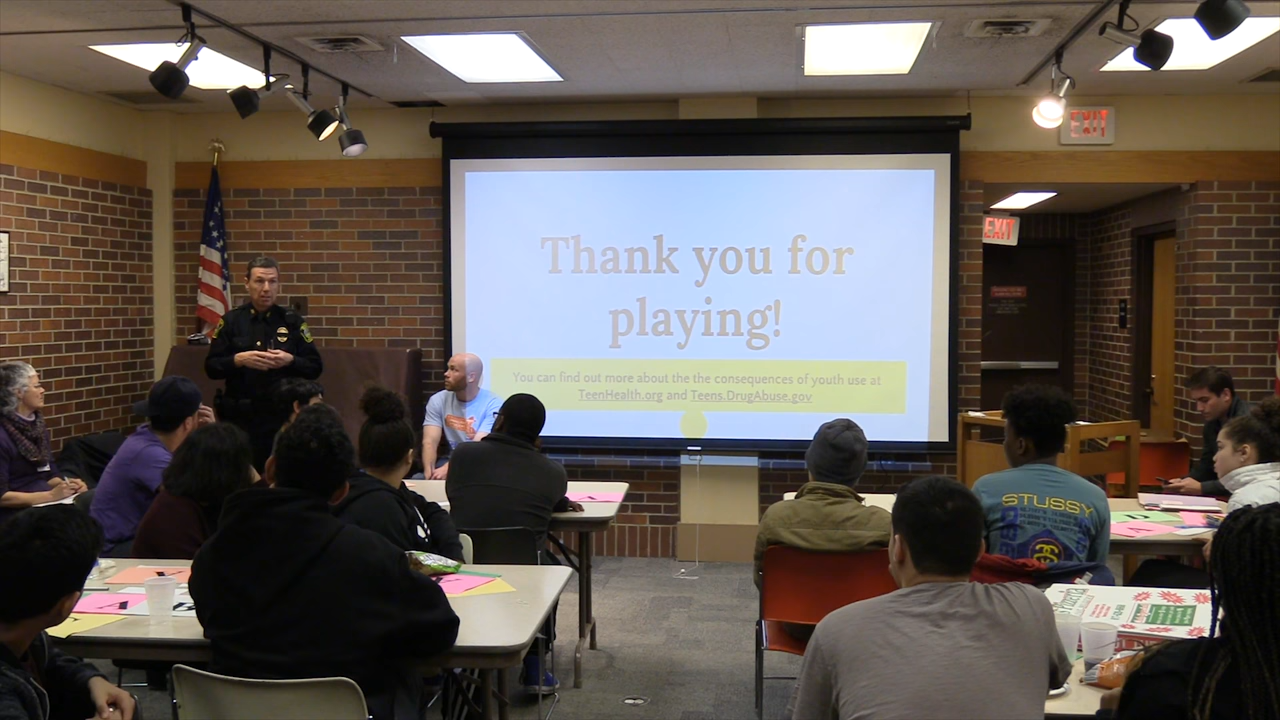 EXIT
Thank you for
playing!
EXIT
You can find out more about the the consequences of youth use at
TeenHealth.org and Teens.DrugAbuse.gov
STUSSY